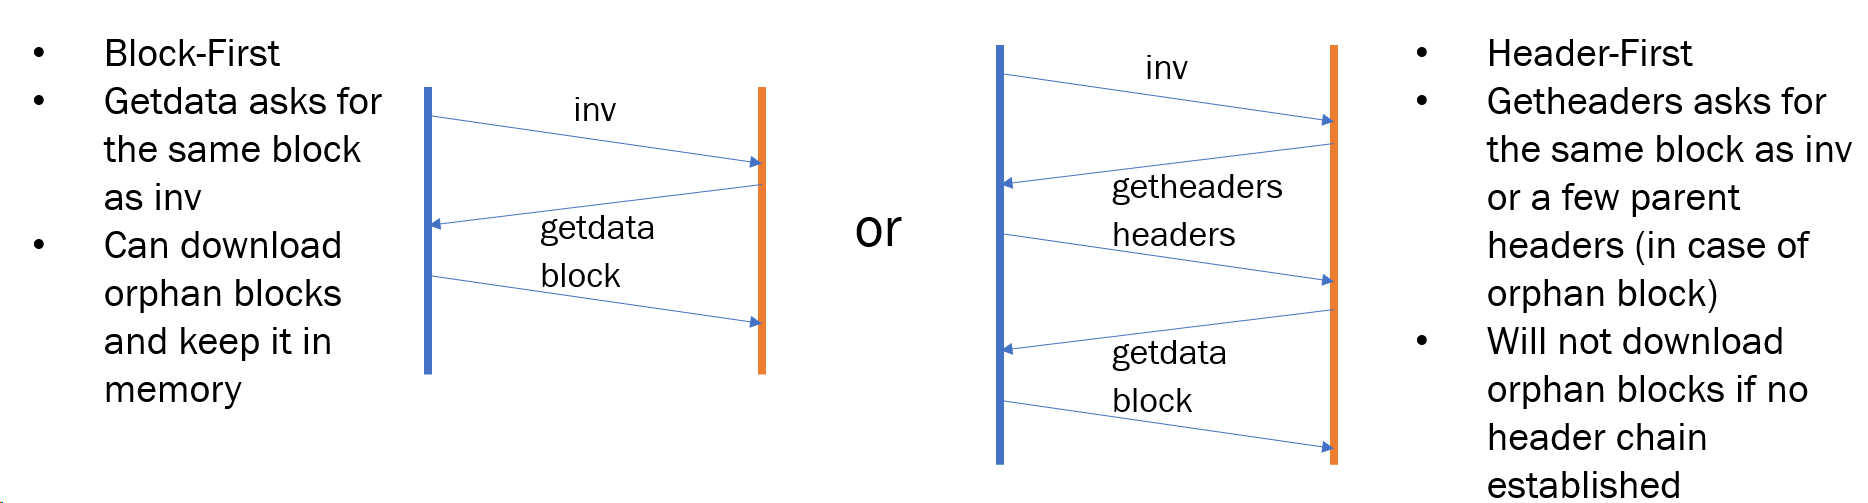 • Block-First
• Getdata asks for
the same block
as inv
• Can download
orphan blocks
and keep it in
memory
inv
getdata
block
or
inv
getheaders
headers
getdata
block
• Header-First
• Getheaders asks for
the same block as inv
or a few parent
headers (in case of
orphan block)
• Will not download
orphan blocks if no
header chain
established